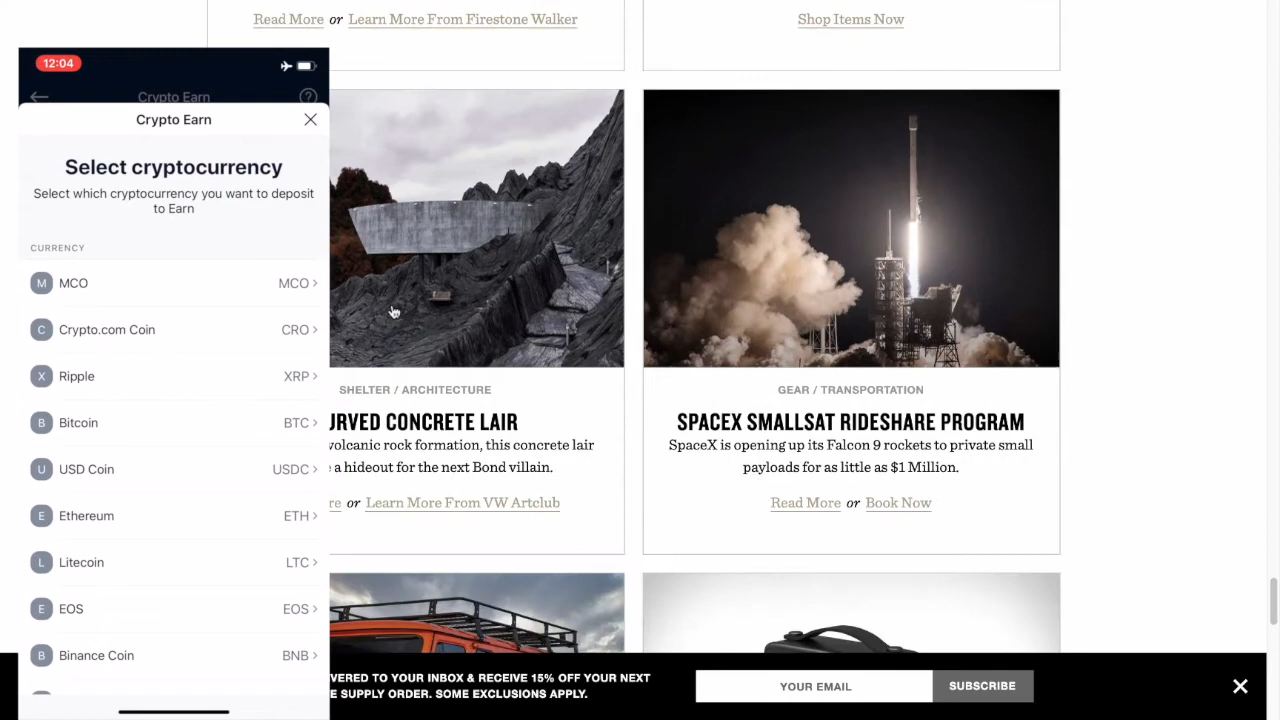 Read More or Learn More From Firestone Walker
Shop Items Now
12:04
Crypto Earn
Crypto Earn
Select cryptocurrency
Select which cryptocurrency you want to deposit
to Earn
CURRENCY
M MCO MCO
C Crypto.com Coin CRO
X Ripple XRP
B Bitcoin BTC
U USD Coin USDC
E Ethereum ETH
L Litecoin LTC
E EOS EOS
B Binance Coin BNB
SHELTER / ARCHITECTURE
URVED CONCRETE LAIR
volcanic rock formation, this concrete lair
a hideout for the next Bond villain.
re or Learn More From VW Artclub
GEAR / TRANSPORTATION
SPACEX SMALLSAT RIDESHARE PROGRAM
SpaceX is opening up its Falcon 9 rockets to private small
payloads for as little as $1 Million.
Read More or Book Now
VERED TO YOUR INBOX & RECEIVE 15% OFF YOUR NEXT
E SUPPLY ORDER. SOME EXCLUSIONS APPLY.
YOUR EMAIL
SUBSCRIBE